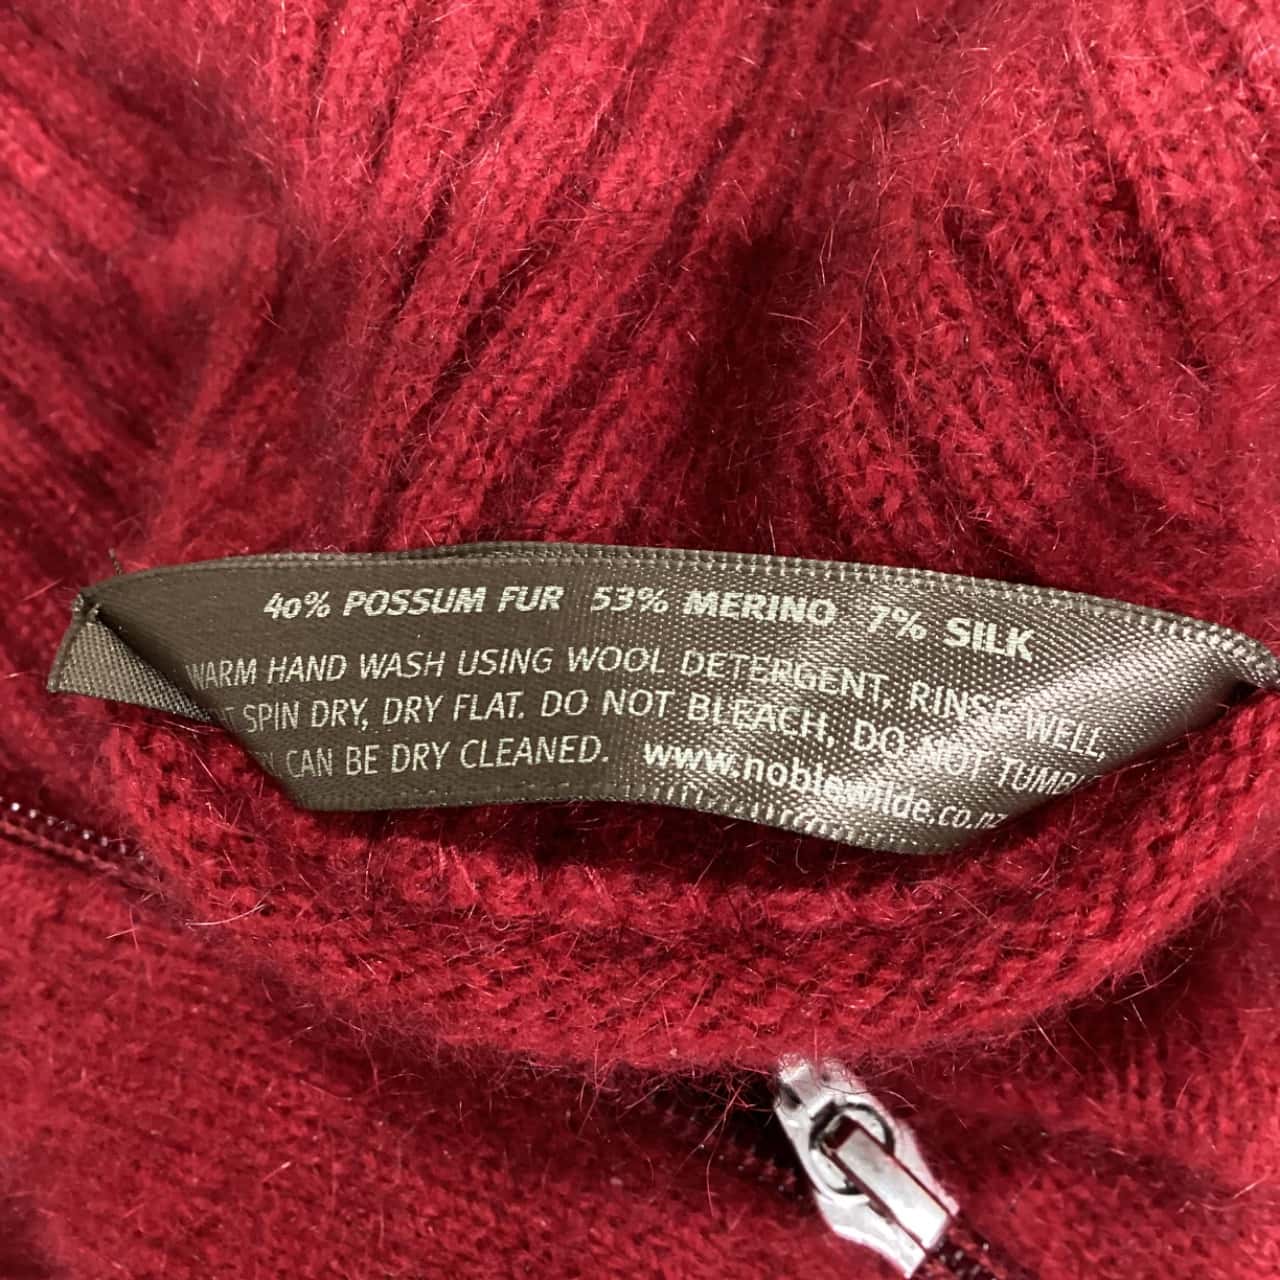 40% POSSUM FUR 53% MERINO 7% SILK
WARM HAND WASH USING WOOL DETERGENT, RINSE WELL,
SPIN DRY, DRY FLAT. DO NOT BLEACH, DO NOT TUMBL
CAN BE DRY CLEANED. www.noblewilde.co.nz